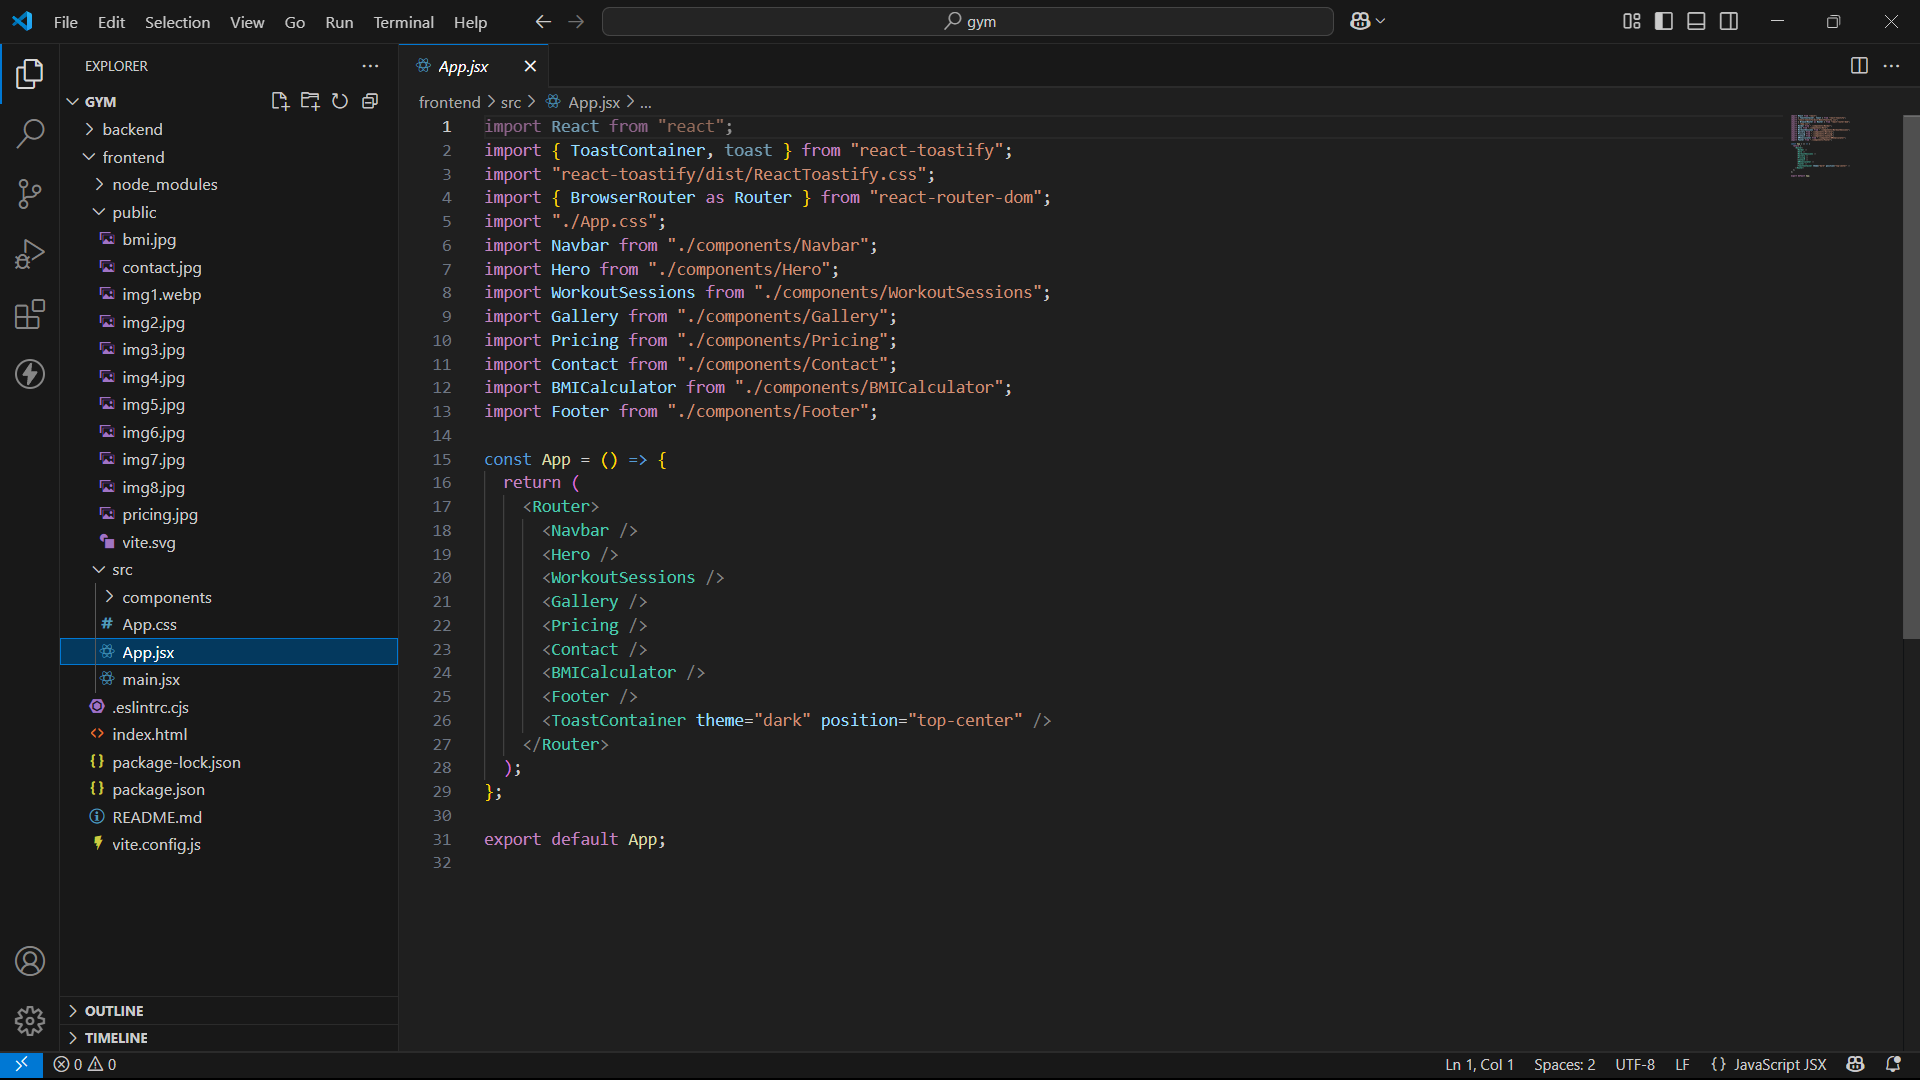 File Edit Selection View Go Run Terminal Help
gym
EXPLORER
App.jsx
GYM
backend
frontend
node_modules
public
bmi.jpg
contact.jpg
img1.webp
img2.jpg
img3.jpg
img4.jpg
img5.jpg
img6.jpg
img7.jpg
img8.jpg
pricing.jpg
vite.svg
src
components
# App.css
App.jsx
main.jsx
.eslintrc.cjs
<> index.html
{} package-lock.json
{} package.json
README.md
vite.config.js
OUTLINE
TIMELINE
frontend > src > App.jsx > ...
1 import React from "react";
2 import { ToastContainer, toast } from "react-toastify";
3 import "react-toastify/dist/ReactToastify.css";
4 import { BrowserRouter as Router } from "react-router-dom";
5 import "./App.css";
6 import Navbar from "./components/Navbar";
7 import Hero from "./components/Hero";
8 import WorkoutSessions from "./components/WorkoutSessions";
9 import Gallery from "./components/Gallery";
10 import Pricing from "./components/Pricing";
11 import Contact from "./components/Contact";
12 import BMICalculator from "./components/BMICalculator";
13 import Footer from "./components/Footer";
14
15 const App = () => {
16   return (
17     <Router>
18       <Navbar />
19       <Hero />
20       <WorkoutSessions />
21       <Gallery />
22       <Pricing />
23       <Contact />
24       <BMICalculator />
25       <Footer />
26       <ToastContainer theme="dark" position="top-center" />
27     </Router>
28   );
29 };
30
31 export default App;
32
0 0
Ln 1, Col 1 Spaces: 2 UTF-8 LF {} JavaScript JSX